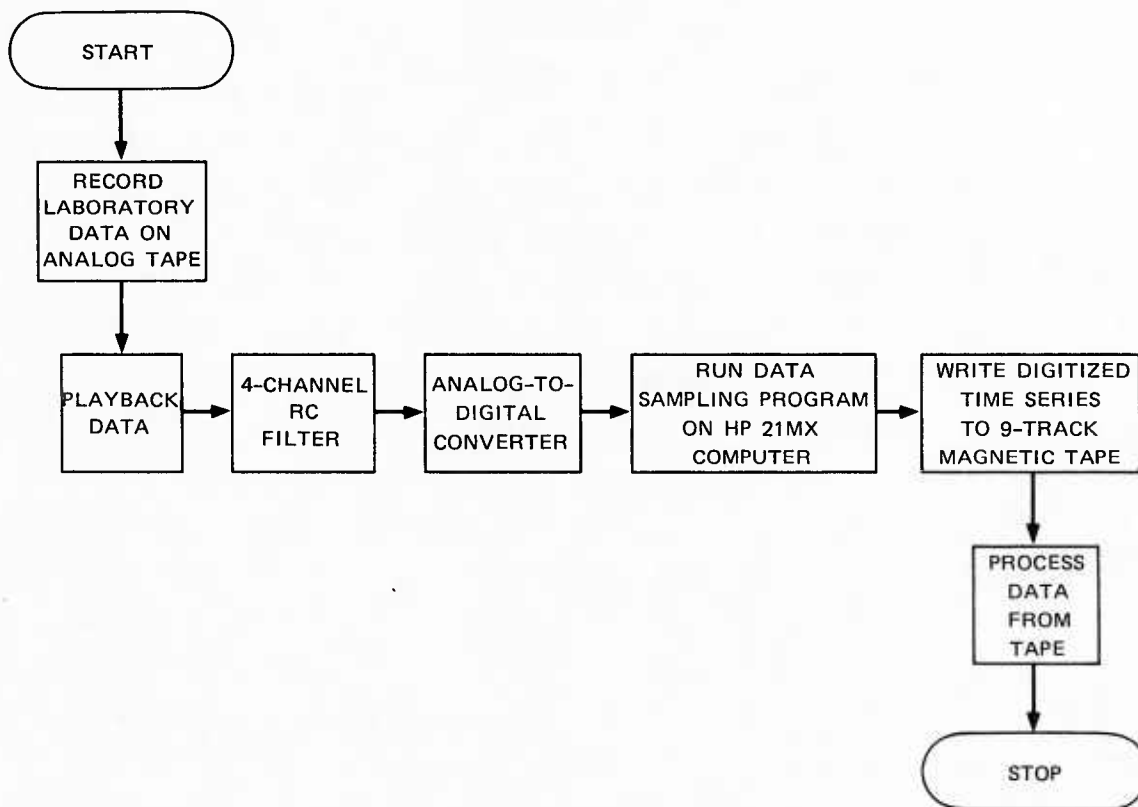 START
RECORD
LABORATORY
DATA ON
ANALOG TAPE
PLAYBACK
DATA
4-CHANNEL
RC
FILTER
ANALOG-TO-
DIGITAL
CONVERTER
RUN DATA
SAMPLING PROGRAM
ON HP 21MX
COMPUTER
WRITE DIGITIZED
TIME SERIES
TO 9-TRACK
MAGNETIC TAPE
PROCESS
DATA
FROM
TAPE
STOP